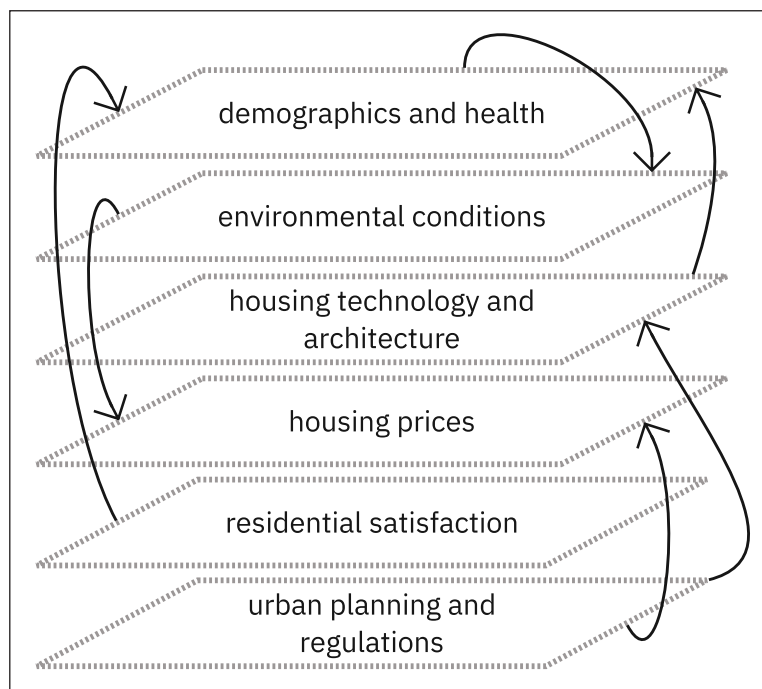 demographics and health
environmental conditions
housing technology and
architecture
housing prices
residential satisfaction
urban planning and
regulations